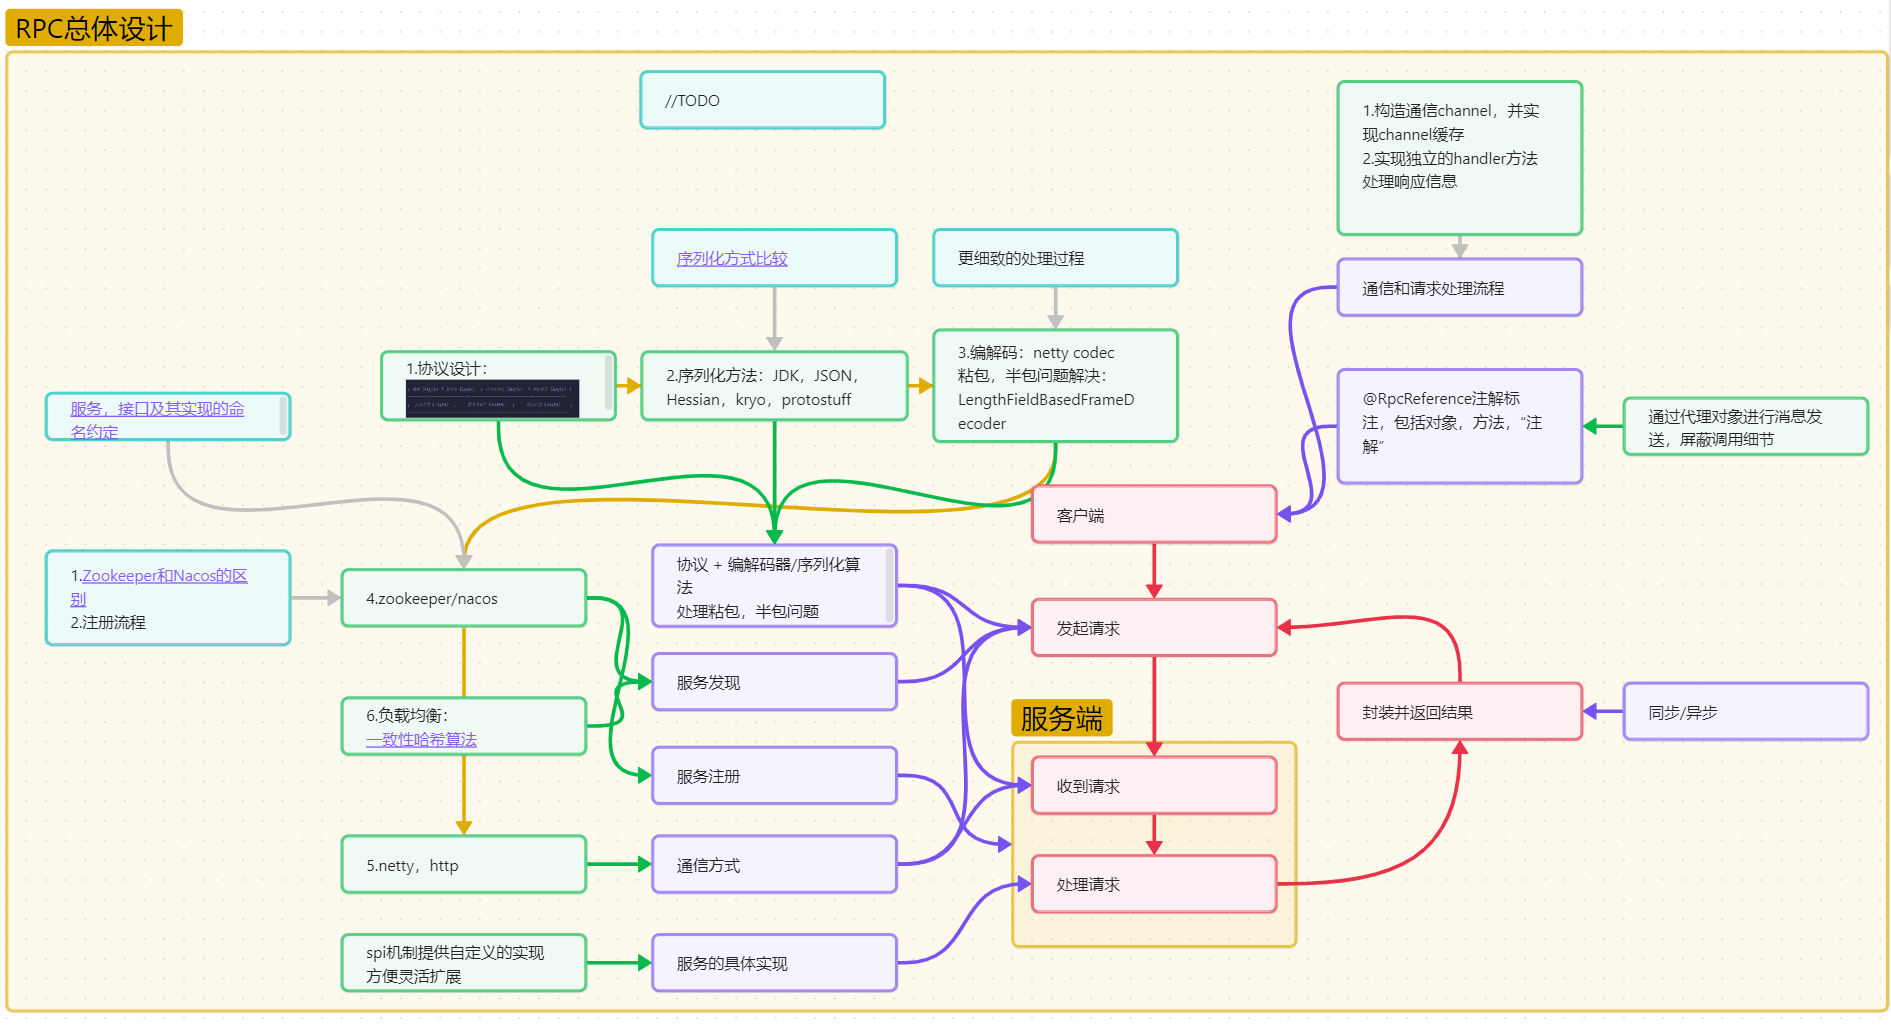 RPC总体设计
//TODO
1.构造通信channel，并实
现channel缓存
2.实现独立的handler方法
处理响应信息
序列化方式比较
更细致的处理过程
通信和请求处理流程
1.协议设计：
2.序列化方法：JDK，JSON，
Hessian，kryo，protostuff
3.编解码：netty codec
粘包，半包问题解决：
LengthFieldBasedFrameD
ecoder
服务，接口及其实现的命
名约定
@RpcReference注解标
注，包括对象，方法，“注
解“
通过代理对象进行消息发
送，屏蔽调用细节
客户端
1.Zookeeper和Nacos的区
别
2.注册流程
4.zookeeper/nacos
协议 + 编解码器/序列化算
法
处理粘包，半包问题
发起请求
服务发现
6.负载均衡：
一致性哈希算法
服务端
封装并返回结果
同步/异步
服务注册
收到请求
5.netty，http
通信方式
处理请求
spi机制提供自定义的实现
方便灵活扩展
服务的具体实现